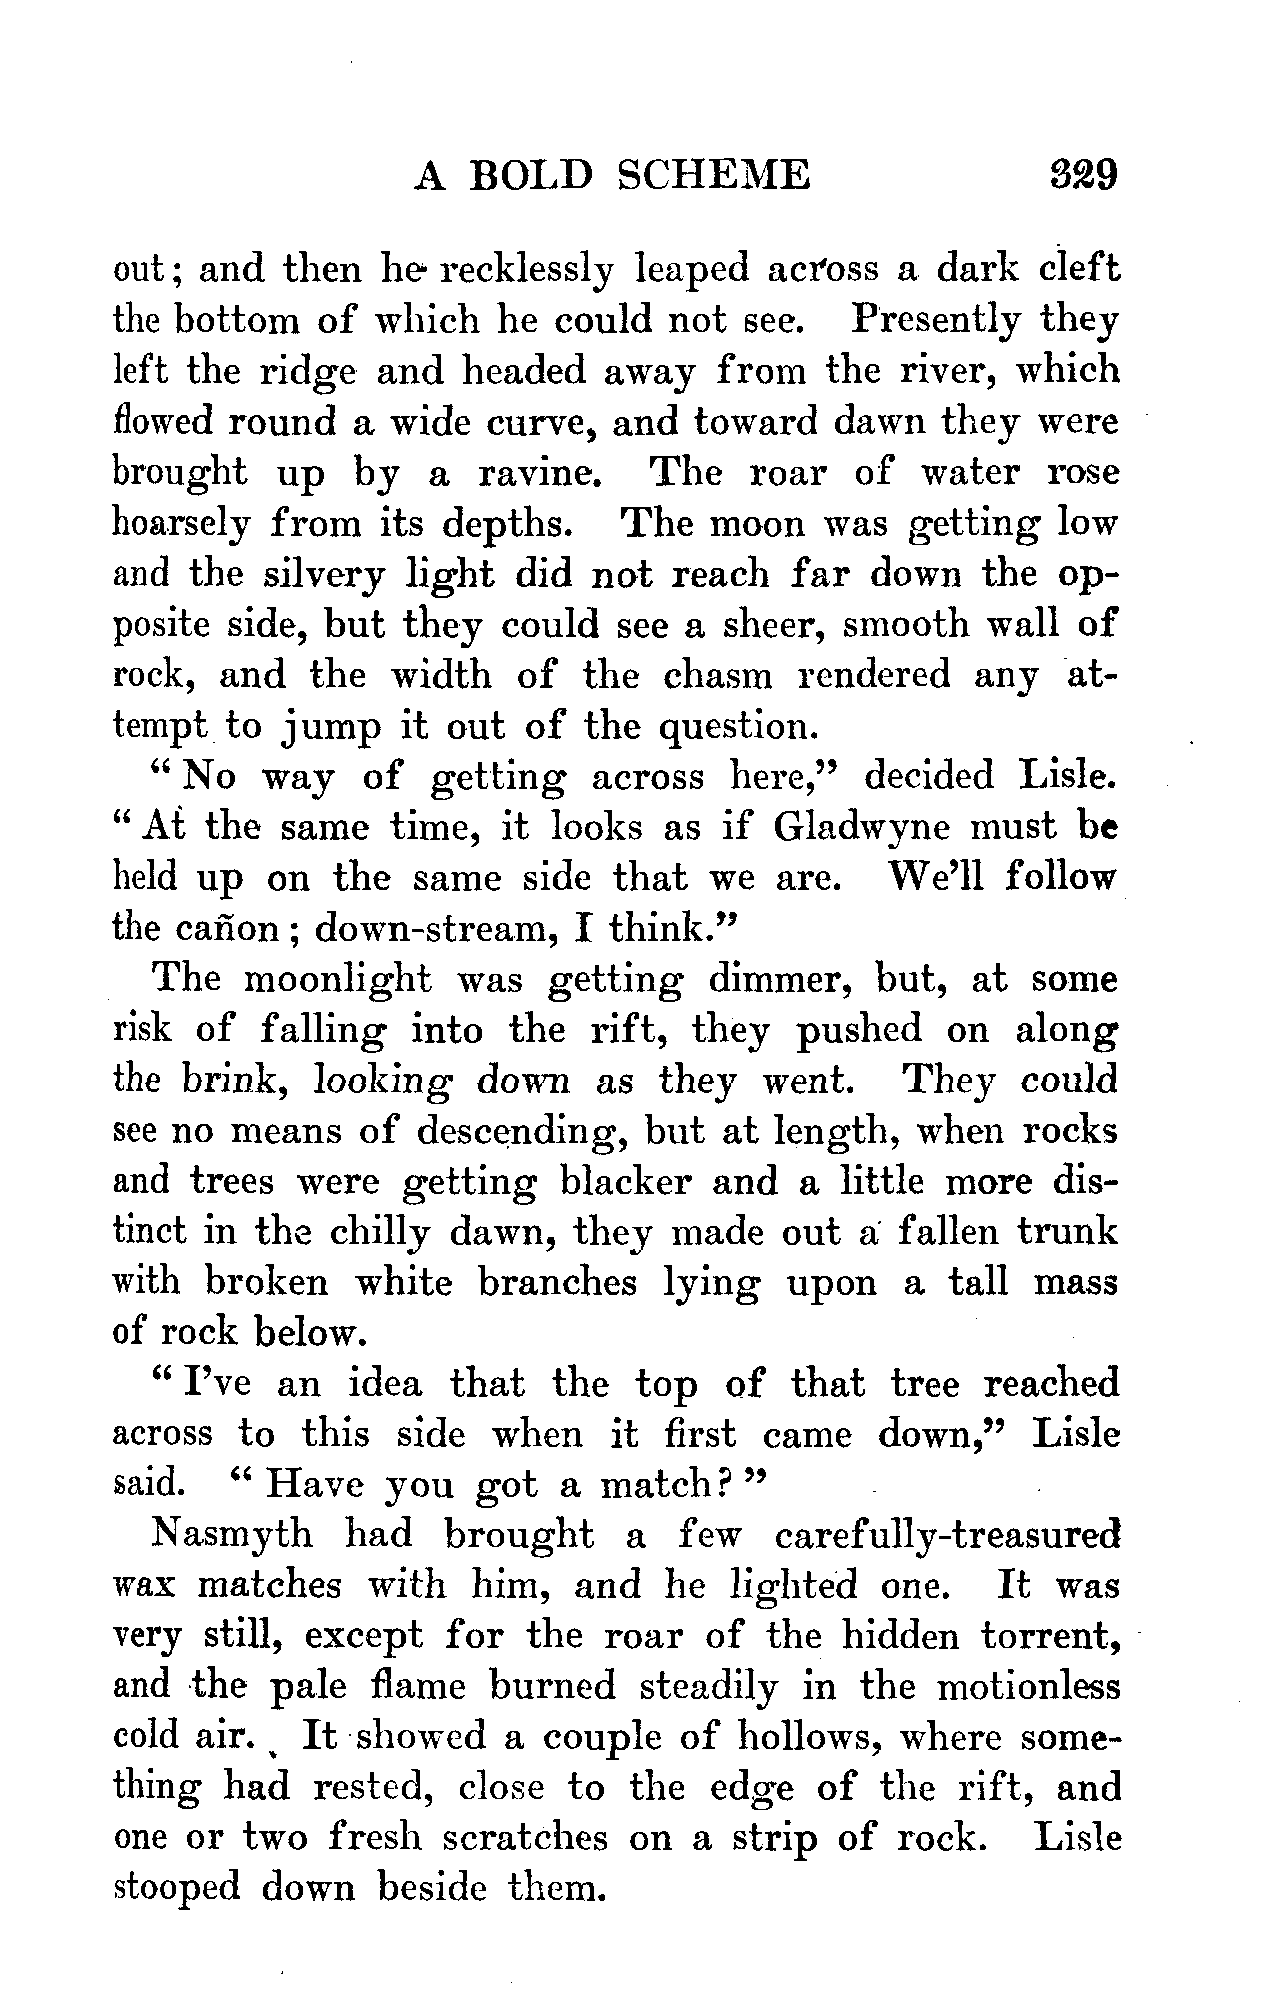 A BOLD SCHEME 329
out; and then he recklessly leaped across a dark cleft
the bottom of which he could not see. Presently they
left the ridge and headed away from the river, which
flowed round a wide curve, and toward dawn they were
brought up by a ravine. The roar of water rose
hoarsely from its depths. The moon was getting low
and the silvery light did not reach far down the op-
posite side, but they could see a sheer, smooth wall of
rock, and the width of the chasm rendered any at-
tempt to jump it out of the question.
“No way of getting across here,” decided Lisle.
“At the same time, it looks as if Gladwyne must be
held up on the same side that we are. We’ll follow
the cañon; down-stream, I think.”
The moonlight was getting dimmer, but, at some
risk of falling into the rift, they pushed on along
the brink, looking down as they went. They could
see no means of descending, but at length, when rocks
and trees were getting blacker and a little more dis-
tinct in the chilly dawn, they made out a fallen trunk
with broken white branches lying upon a tall mass
of rock below.
“I’ve an idea that the top of that tree reached
across to this side when it first came down,” Lisle
said. “Have you got a match?”
Nasmyth had brought a few carefully-treasured
wax matches with him, and he lighted one. It was
very still, except for the roar of the hidden torrent,
and the pale flame burned steadily in the motionless
cold air. It showed a couple of hollows, where some-
thing had rested, close to the edge of the rift, and
one or two fresh scratches on a strip of rock. Lisle
stooped down beside them.